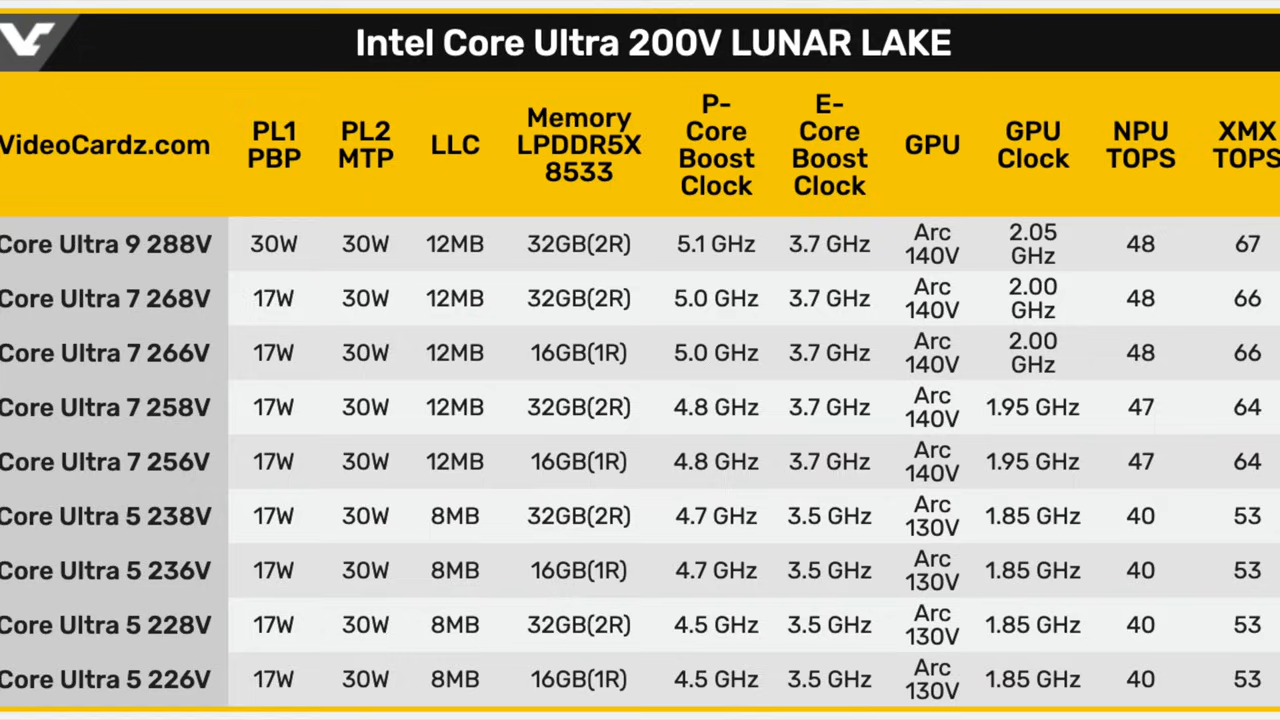 Intel Core Ultra 200V LUNAR LAKE
VideoCardz.com PL1 PBP PL2 MTP LLC Memory LPDDR5X 8533 P-Core Boost Clock E-Core Boost Clock GPU GPU Clock NPU TOPS XMX TOPS
Core Ultra 9 288V 30W 30W 12MB 32GB(2R) 5.1 GHz 3.7 GHz Arc 140V 2.05 GHz 48 67
Core Ultra 7 268V 17W 30W 12MB 32GB(2R) 5.0 GHz 3.7 GHz Arc 140V 2.00 GHz 48 66
Core Ultra 7 266V 17W 30W 12MB 16GB(1R) 5.0 GHz 3.7 GHz Arc 140V 2.00 GHz 48 66
Core Ultra 7 258V 17W 30W 12MB 32GB(2R) 4.8 GHz 3.7 GHz Arc 140V 1.95 GHz 47 64
Core Ultra 7 256V 17W 30W 12MB 16GB(1R) 4.8 GHz 3.7 GHz Arc 140V 1.95 GHz 47 64
Core Ultra 5 238V 17W 30W 8MB 32GB(2R) 4.7 GHz 3.5 GHz Arc 130V 1.85 GHz 40 53
Core Ultra 5 236V 17W 30W 8MB 16GB(1R) 4.7 GHz 3.5 GHz Arc 130V 1.85 GHz 40 53
Core Ultra 5 228V 17W 30W 8MB 32GB(2R) 4.5 GHz 3.5 GHz Arc 130V 1.85 GHz 40 53
Core Ultra 5 226V 17W 30W 8MB 16GB(1R) 4.5 GHz 3.5 GHz Arc 130V 1.85 GHz 40 53